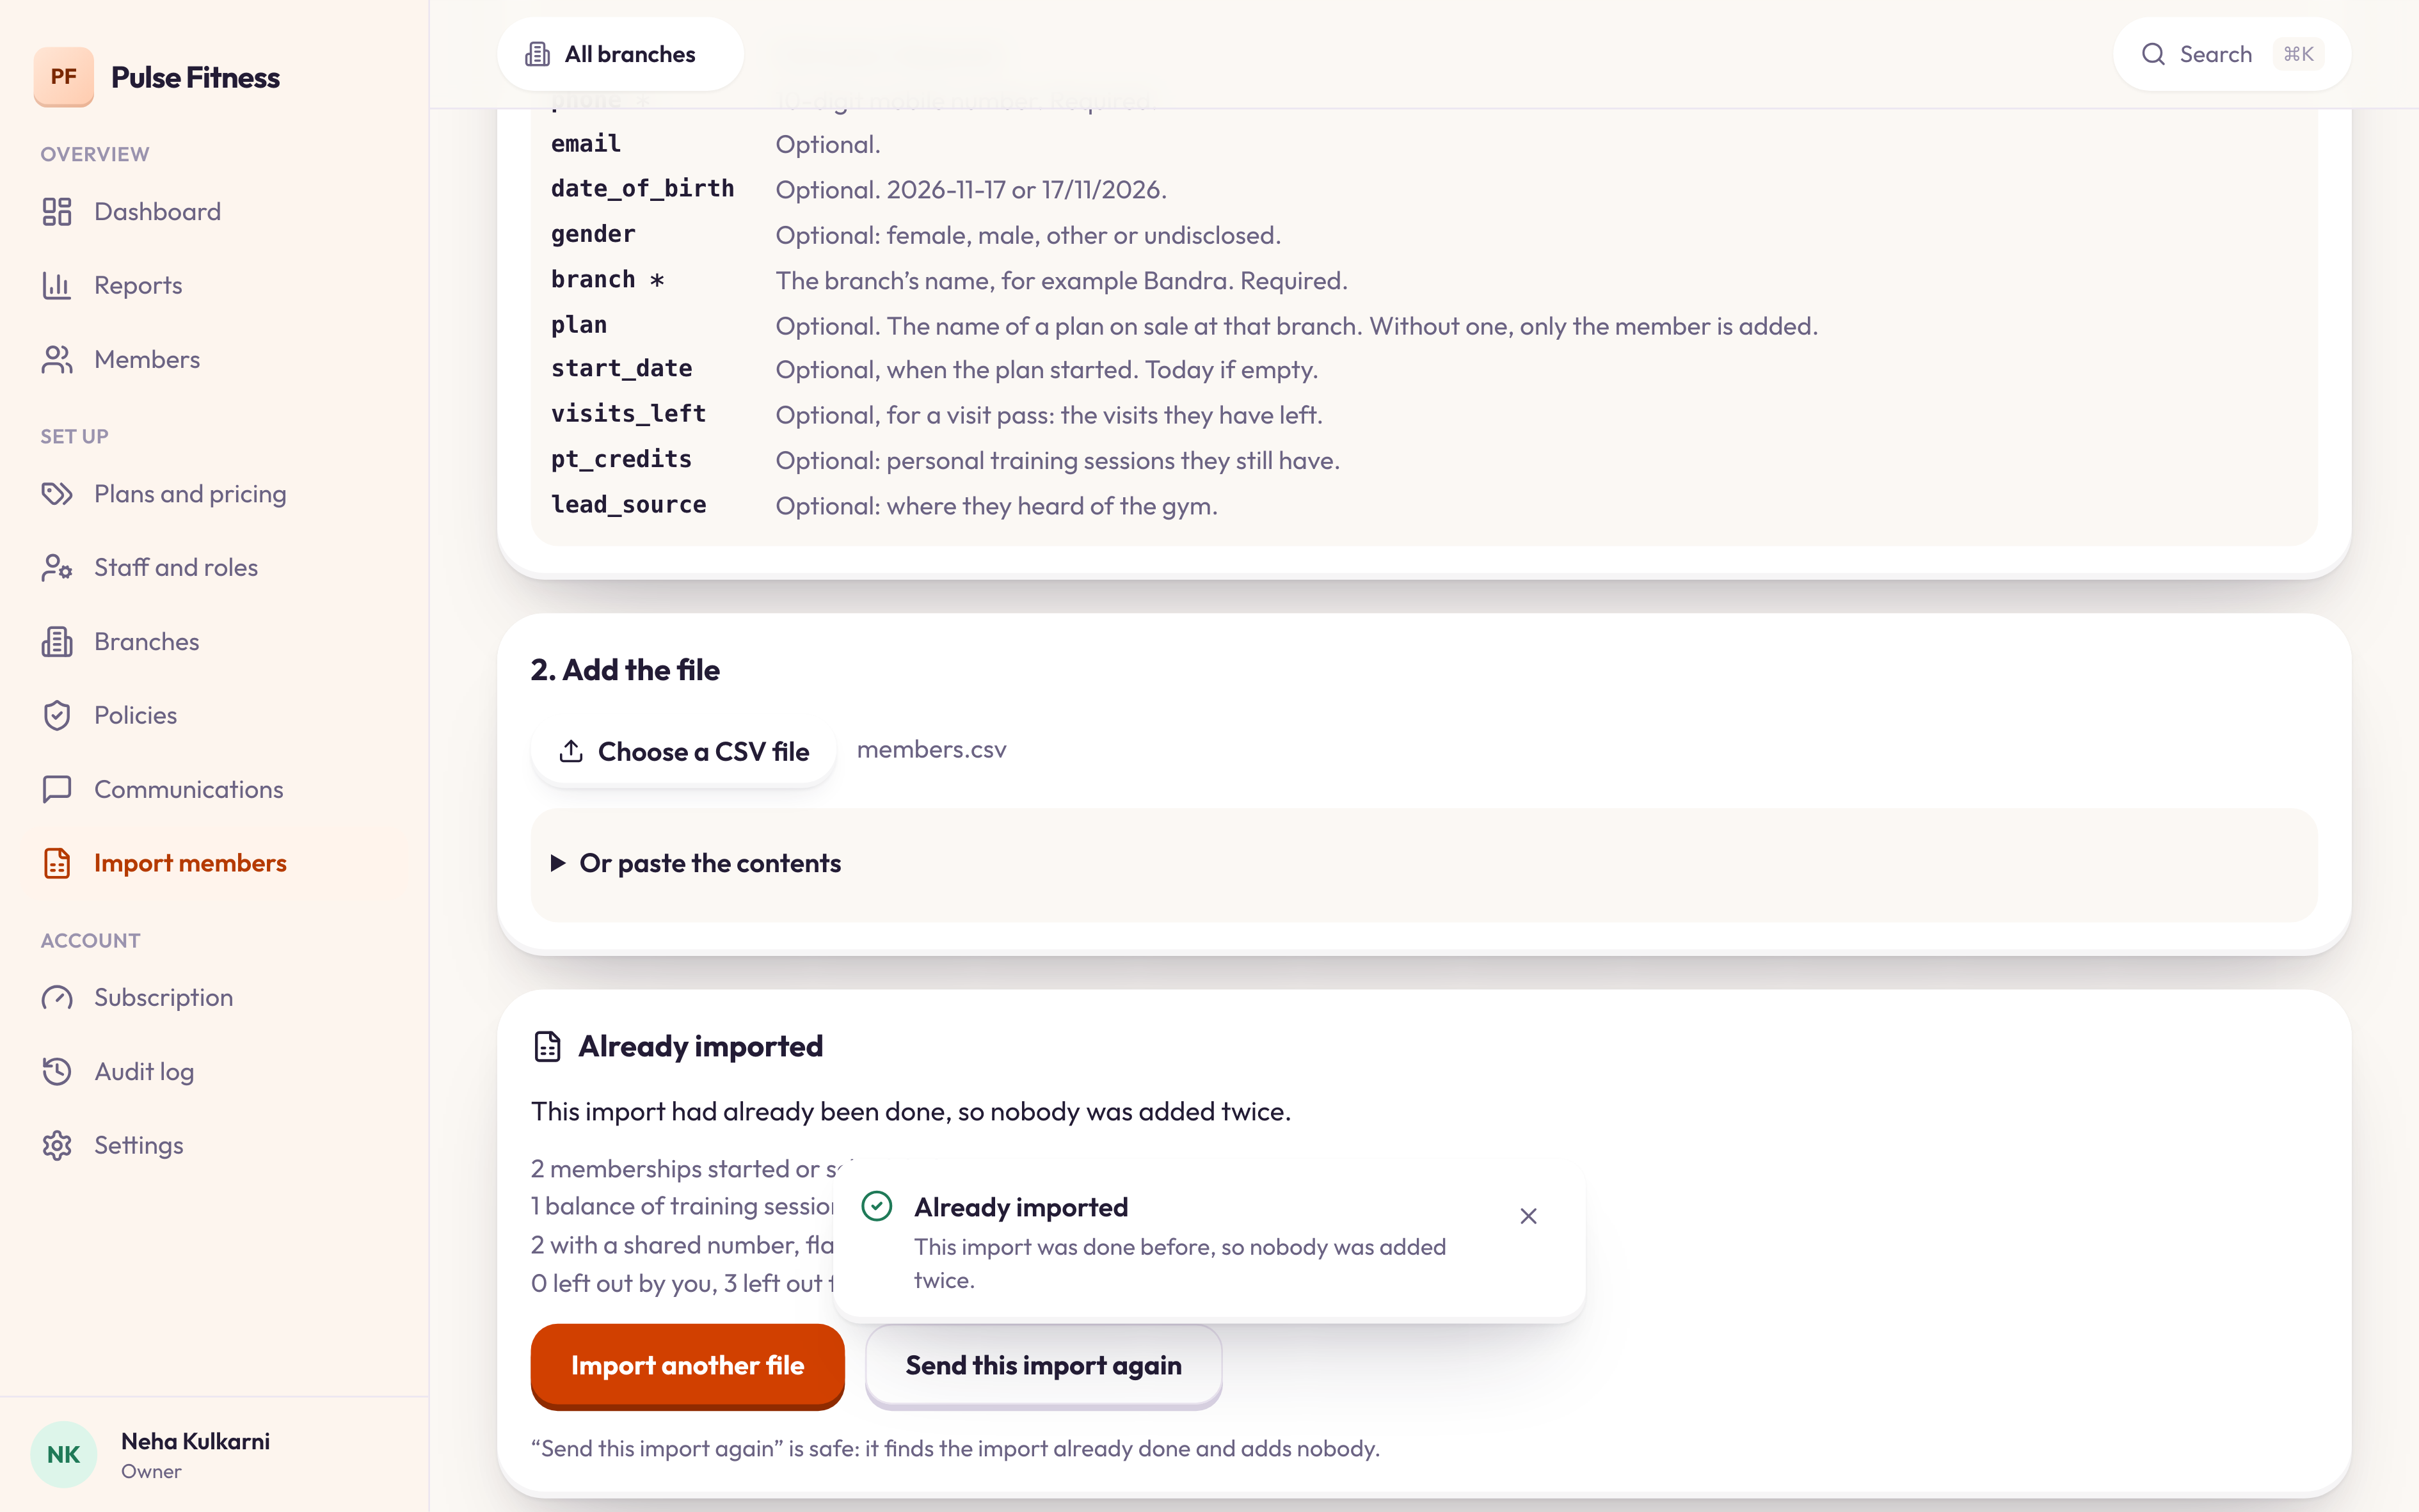 PF
Pulse Fitness
OVERVIEW
Dashboard
Reports
Members
SET UP
Plans and pricing
Staff and roles
Branches
Policies
Communications
Import members
ACCOUNT
Subscription
Audit log
Settings
NK
Neha Kulkarni
Owner
All branches
Search ⌘K
phone * 10-digit mobile number. Required.
email Optional.
date_of_birth Optional. 2026-11-17 or 17/11/2026.
gender Optional: female, male, other or undisclosed.
branch * The branch’s name, for example Bandra. Required.
plan Optional. The name of a plan on sale at that branch. Without one, only the member is added.
start_date Optional, when the plan started. Today if empty.
visits_left Optional, for a visit pass: the visits they have left.
pt_credits Optional: personal training sessions they still have.
lead_source Optional: where they heard of the gym.
2. Add the file
Choose a CSV file members.csv
▶ Or paste the contents
Already imported
This import had already been done, so nobody was added twice.
2 memberships started or
1 balance of training
2 with a shared number,
0 left out by you, 3 left out
Already imported
This import was done before, so nobody was added
twice.
Import another file
Send this import again
“Send this import again” is safe: it finds the import already done and adds nobody.